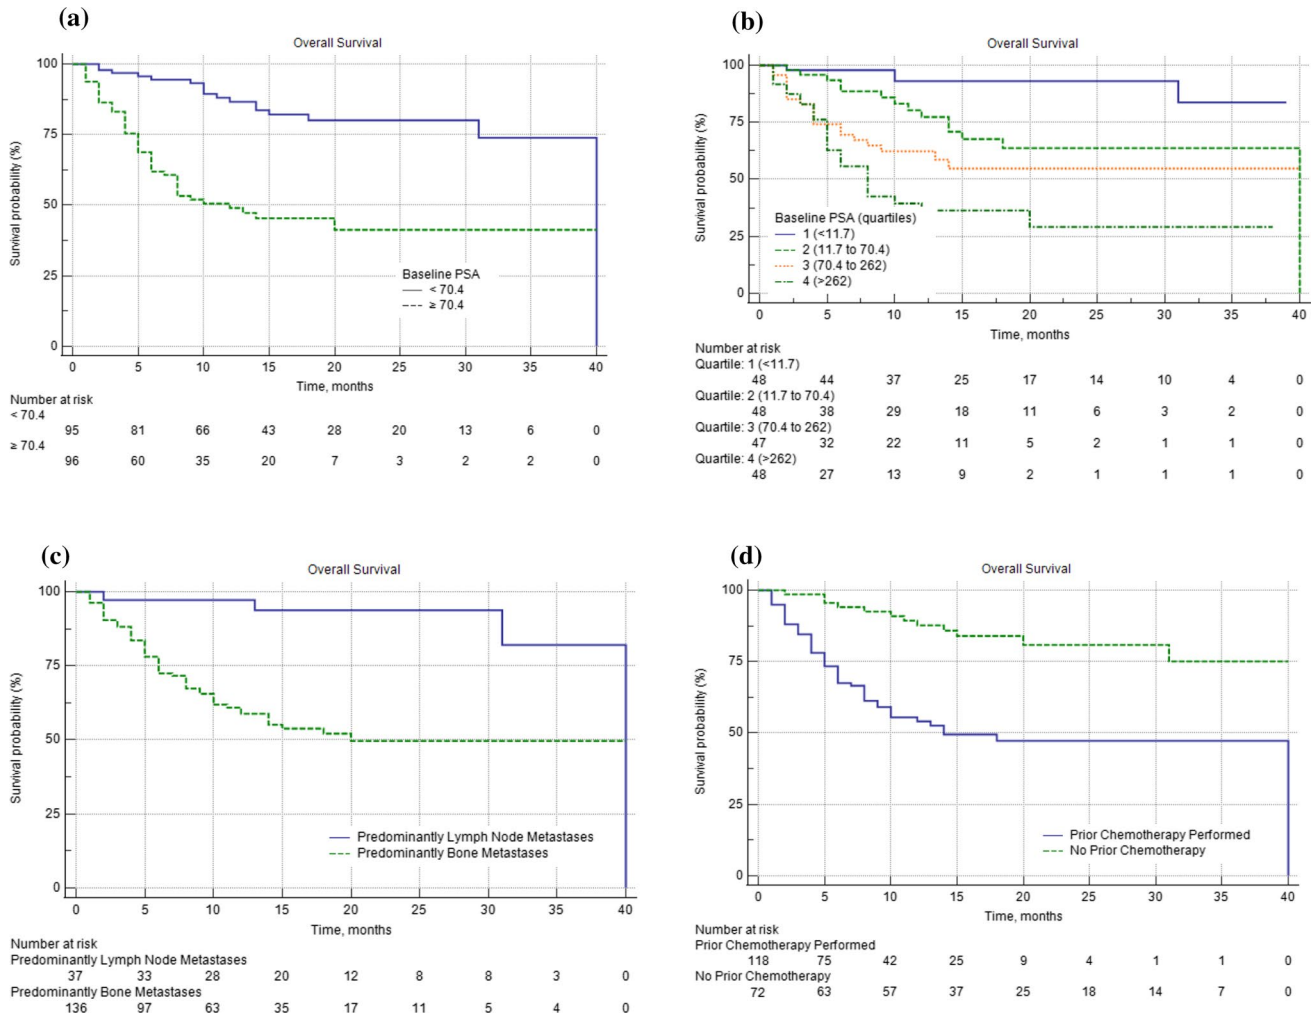 (a)
Overall Survival
100
75
50
25
0
Survival probability (%)
Baseline PSA
< 70.4
≥ 70.4
0 5 10 15 20 25 30 35 40
Time, months
Number at risk
< 70.4
95 81 66 43 28 20 13 6 0
≥ 70.4
96 60 35 20 7 3 2 2 0
(b)
Overall Survival
100
75
50
25
0
Survival probability (%)
Baseline PSA (quartiles)
1 (<11.7)
2 (11.7 to 70.4)
3 (70.4 to 262)
4 (>262)
0 5 10 15 20 25 30 35 40
Time, months
Number at risk
Quartile: 1 (<11.7)
48 44 37 25 17 14 10 4 0
Quartile: 2 (11.7 to 70.4)
48 38 29 18 11 6 3 2 0
Quartile: 3 (70.4 to 262)
47 32 22 11 5 2 1 1 0
Quartile: 4 (>262)
48 27 13 9 2 1 1 1 0
(c)
Overall Survival
100
75
50
25
0
Survival probability (%)
Predominantly Lymph Node Metastases
Predominantly Bone Metastases
0 5 10 15 20 25 30 35 40
Time, months
Number at risk
Predominantly Lymph Node Metastases
37 33 28 20 12 8 8 3 0
Predominantly Bone Metastases
136 97 63 35 17 11 5 4 0
(d)
Overall Survival
100
75
50
25
0
Survival probability (%)
Prior Chemotherapy Performed
No Prior Chemotherapy
0 5 10 15 20 25 30 35 40
Time, months
Number at risk
Prior Chemotherapy Performed
118 75 42 25 9 4 1 1 0
No Prior Chemotherapy
72 63 57 37 25 18 14 7 0